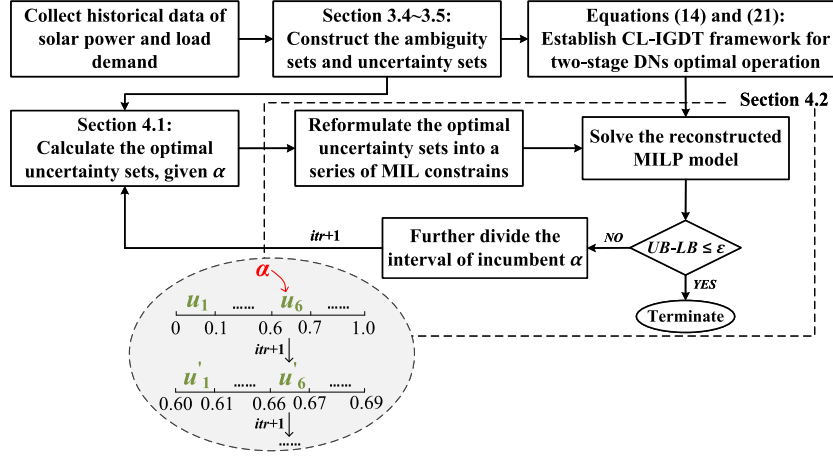 Collect historical data of
solar power and load
demand
Section 3.4~3.5:
Construct the ambiguity
sets and uncertainty sets
Equations (14) and (21):
Establish CL-IGDT framework for
two-stage DNs optimal operation
Section 4.2
Section 4.1:
Calculate the optimal
uncertainty sets, given α
Reformulate the optimal
uncertainty sets into a
series of MIL constrains
Solve the reconstructed
MILP model
itr+1
Further divide the
interval of incumbent α
NO
UB-LB ≤ ε
YES
Terminate
α
u1 ...... u6 ......
0 0.1 0.6 0.7 1.0
itr+1
u'1 ...... u'6 ......
0.60 0.61 0.66 0.67 0.69
itr+1
......